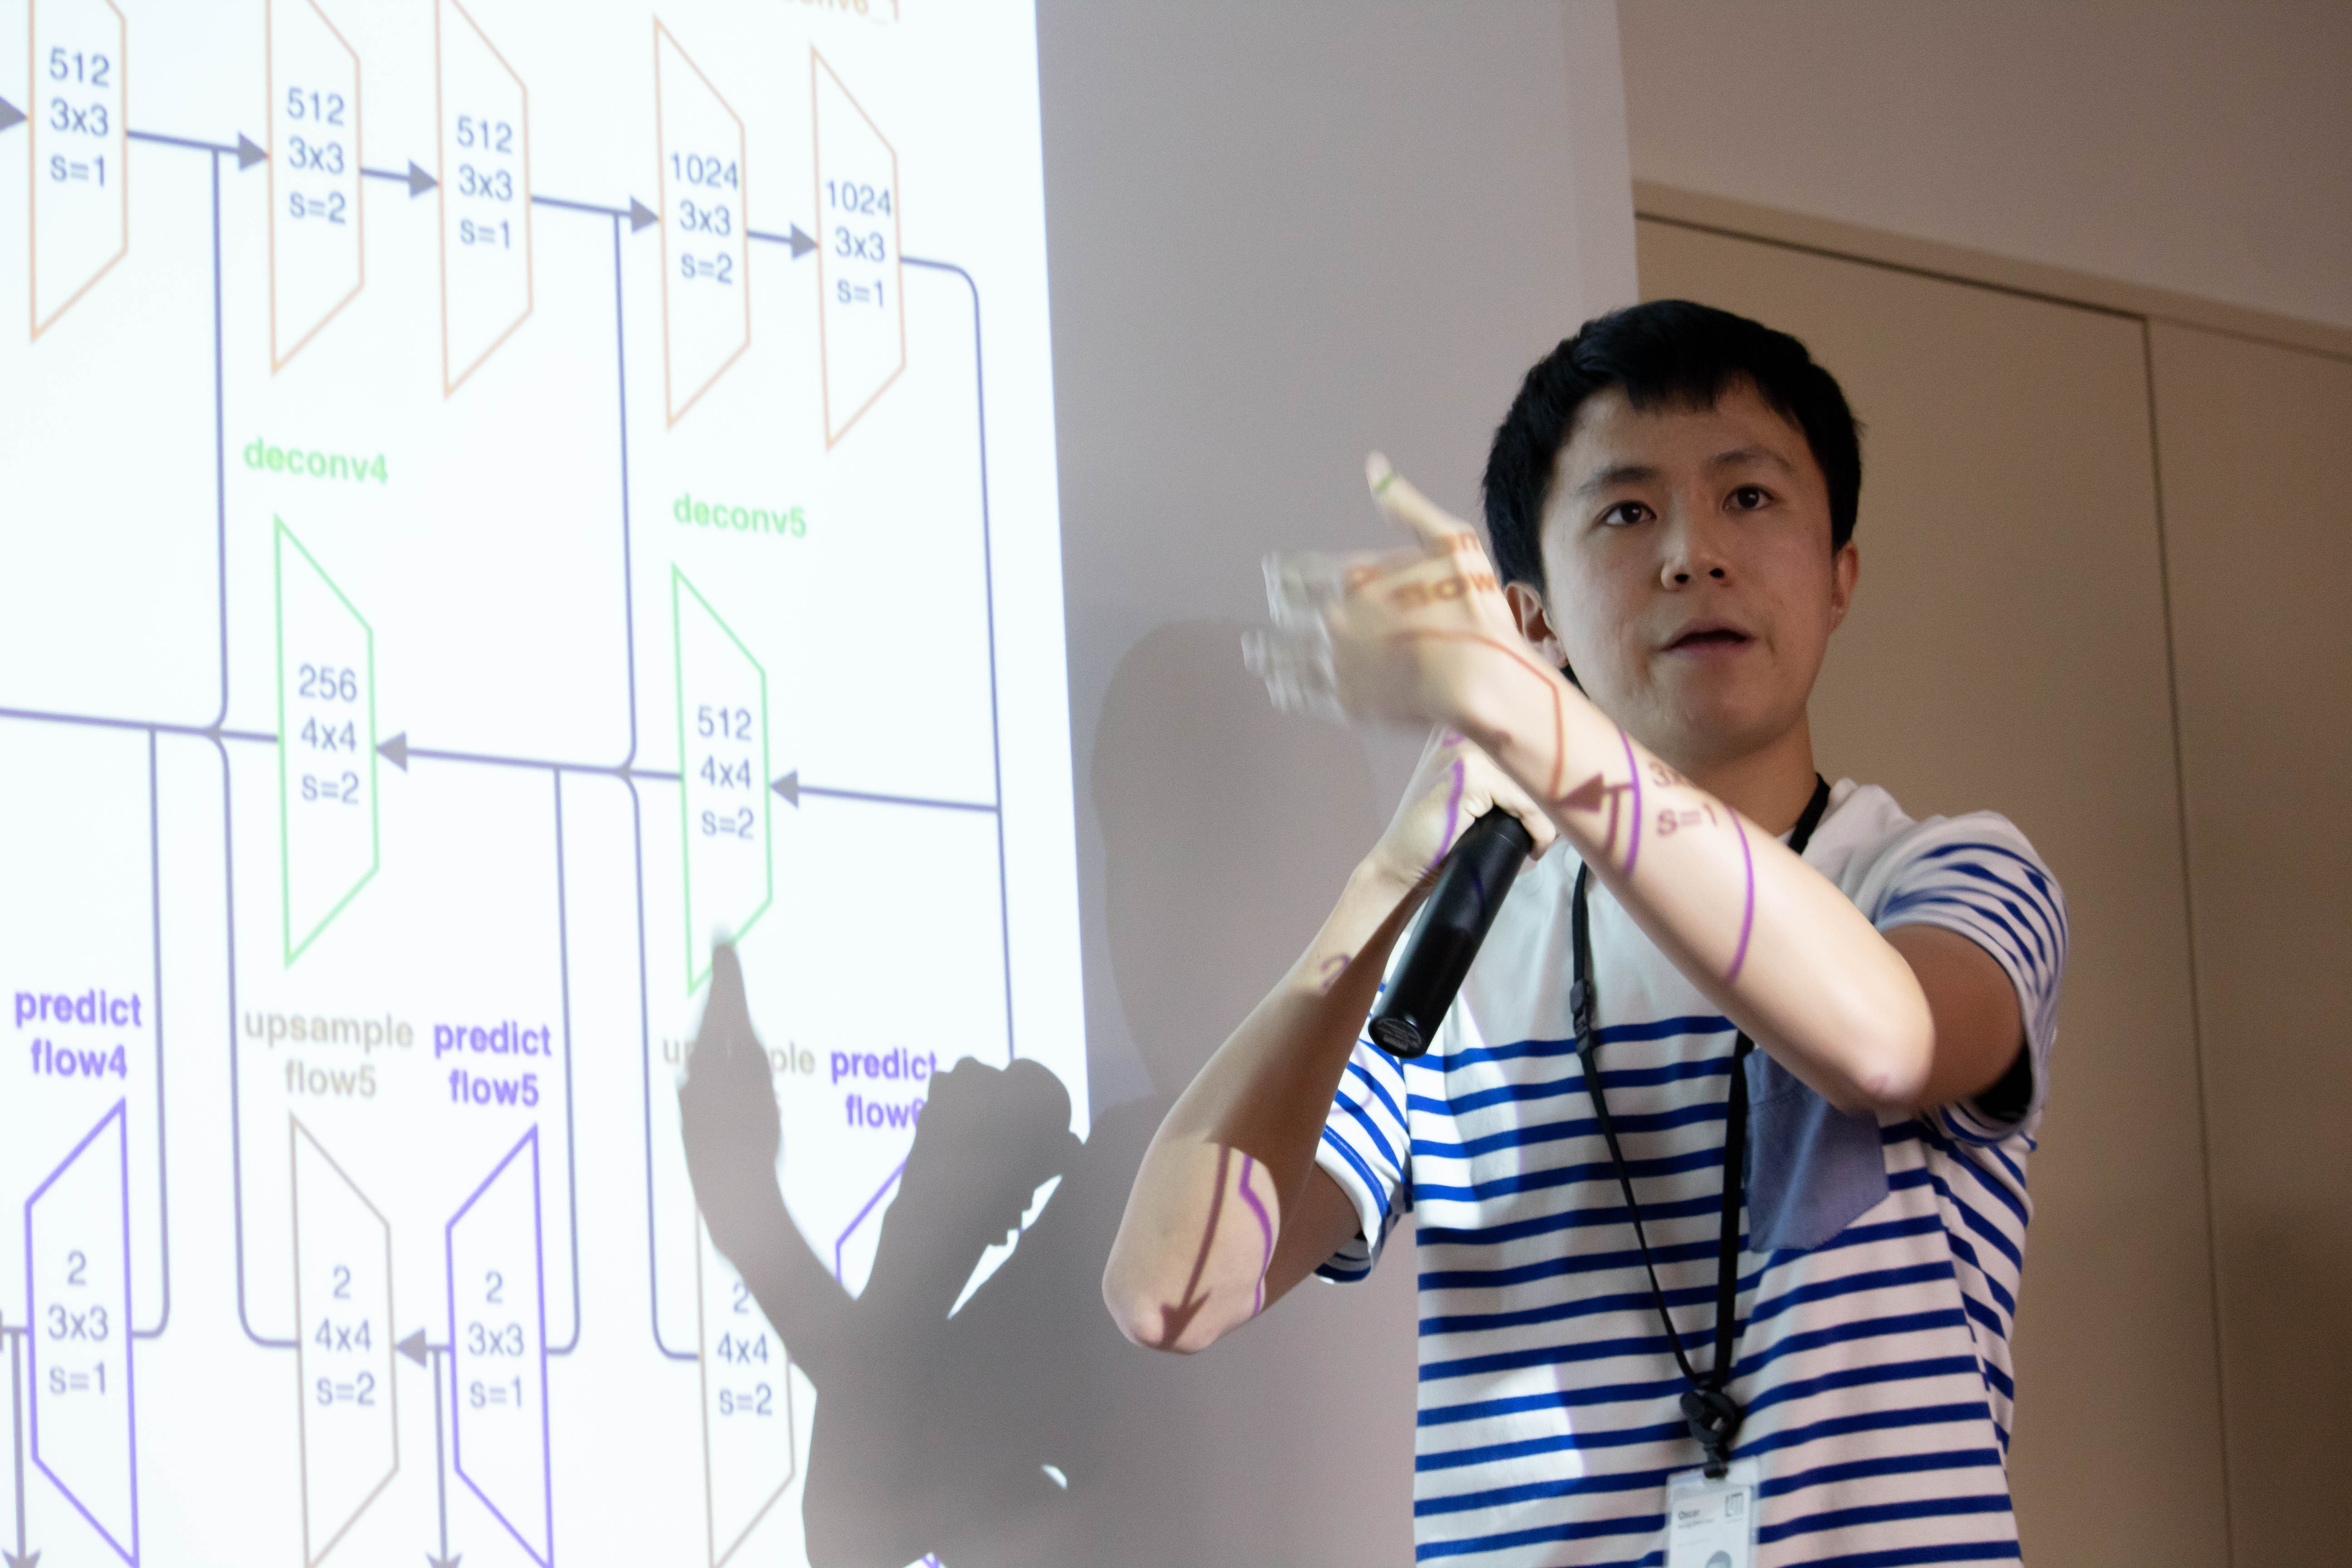 512
3x3
s=1
512
3x3
s=2
512
3x3
s=1
1024
3x3
s=2
1024
3x3
s=1
deconv4
256
4x4
s=2
deconv5
512
4x4
s=2
predict
flow4
2
3x3
s=1
upsample
flow5
2
4x4
s=2
predict
flow5
2
3x3
s=1
2
4x4
s=2
predict
s=1
Oscar